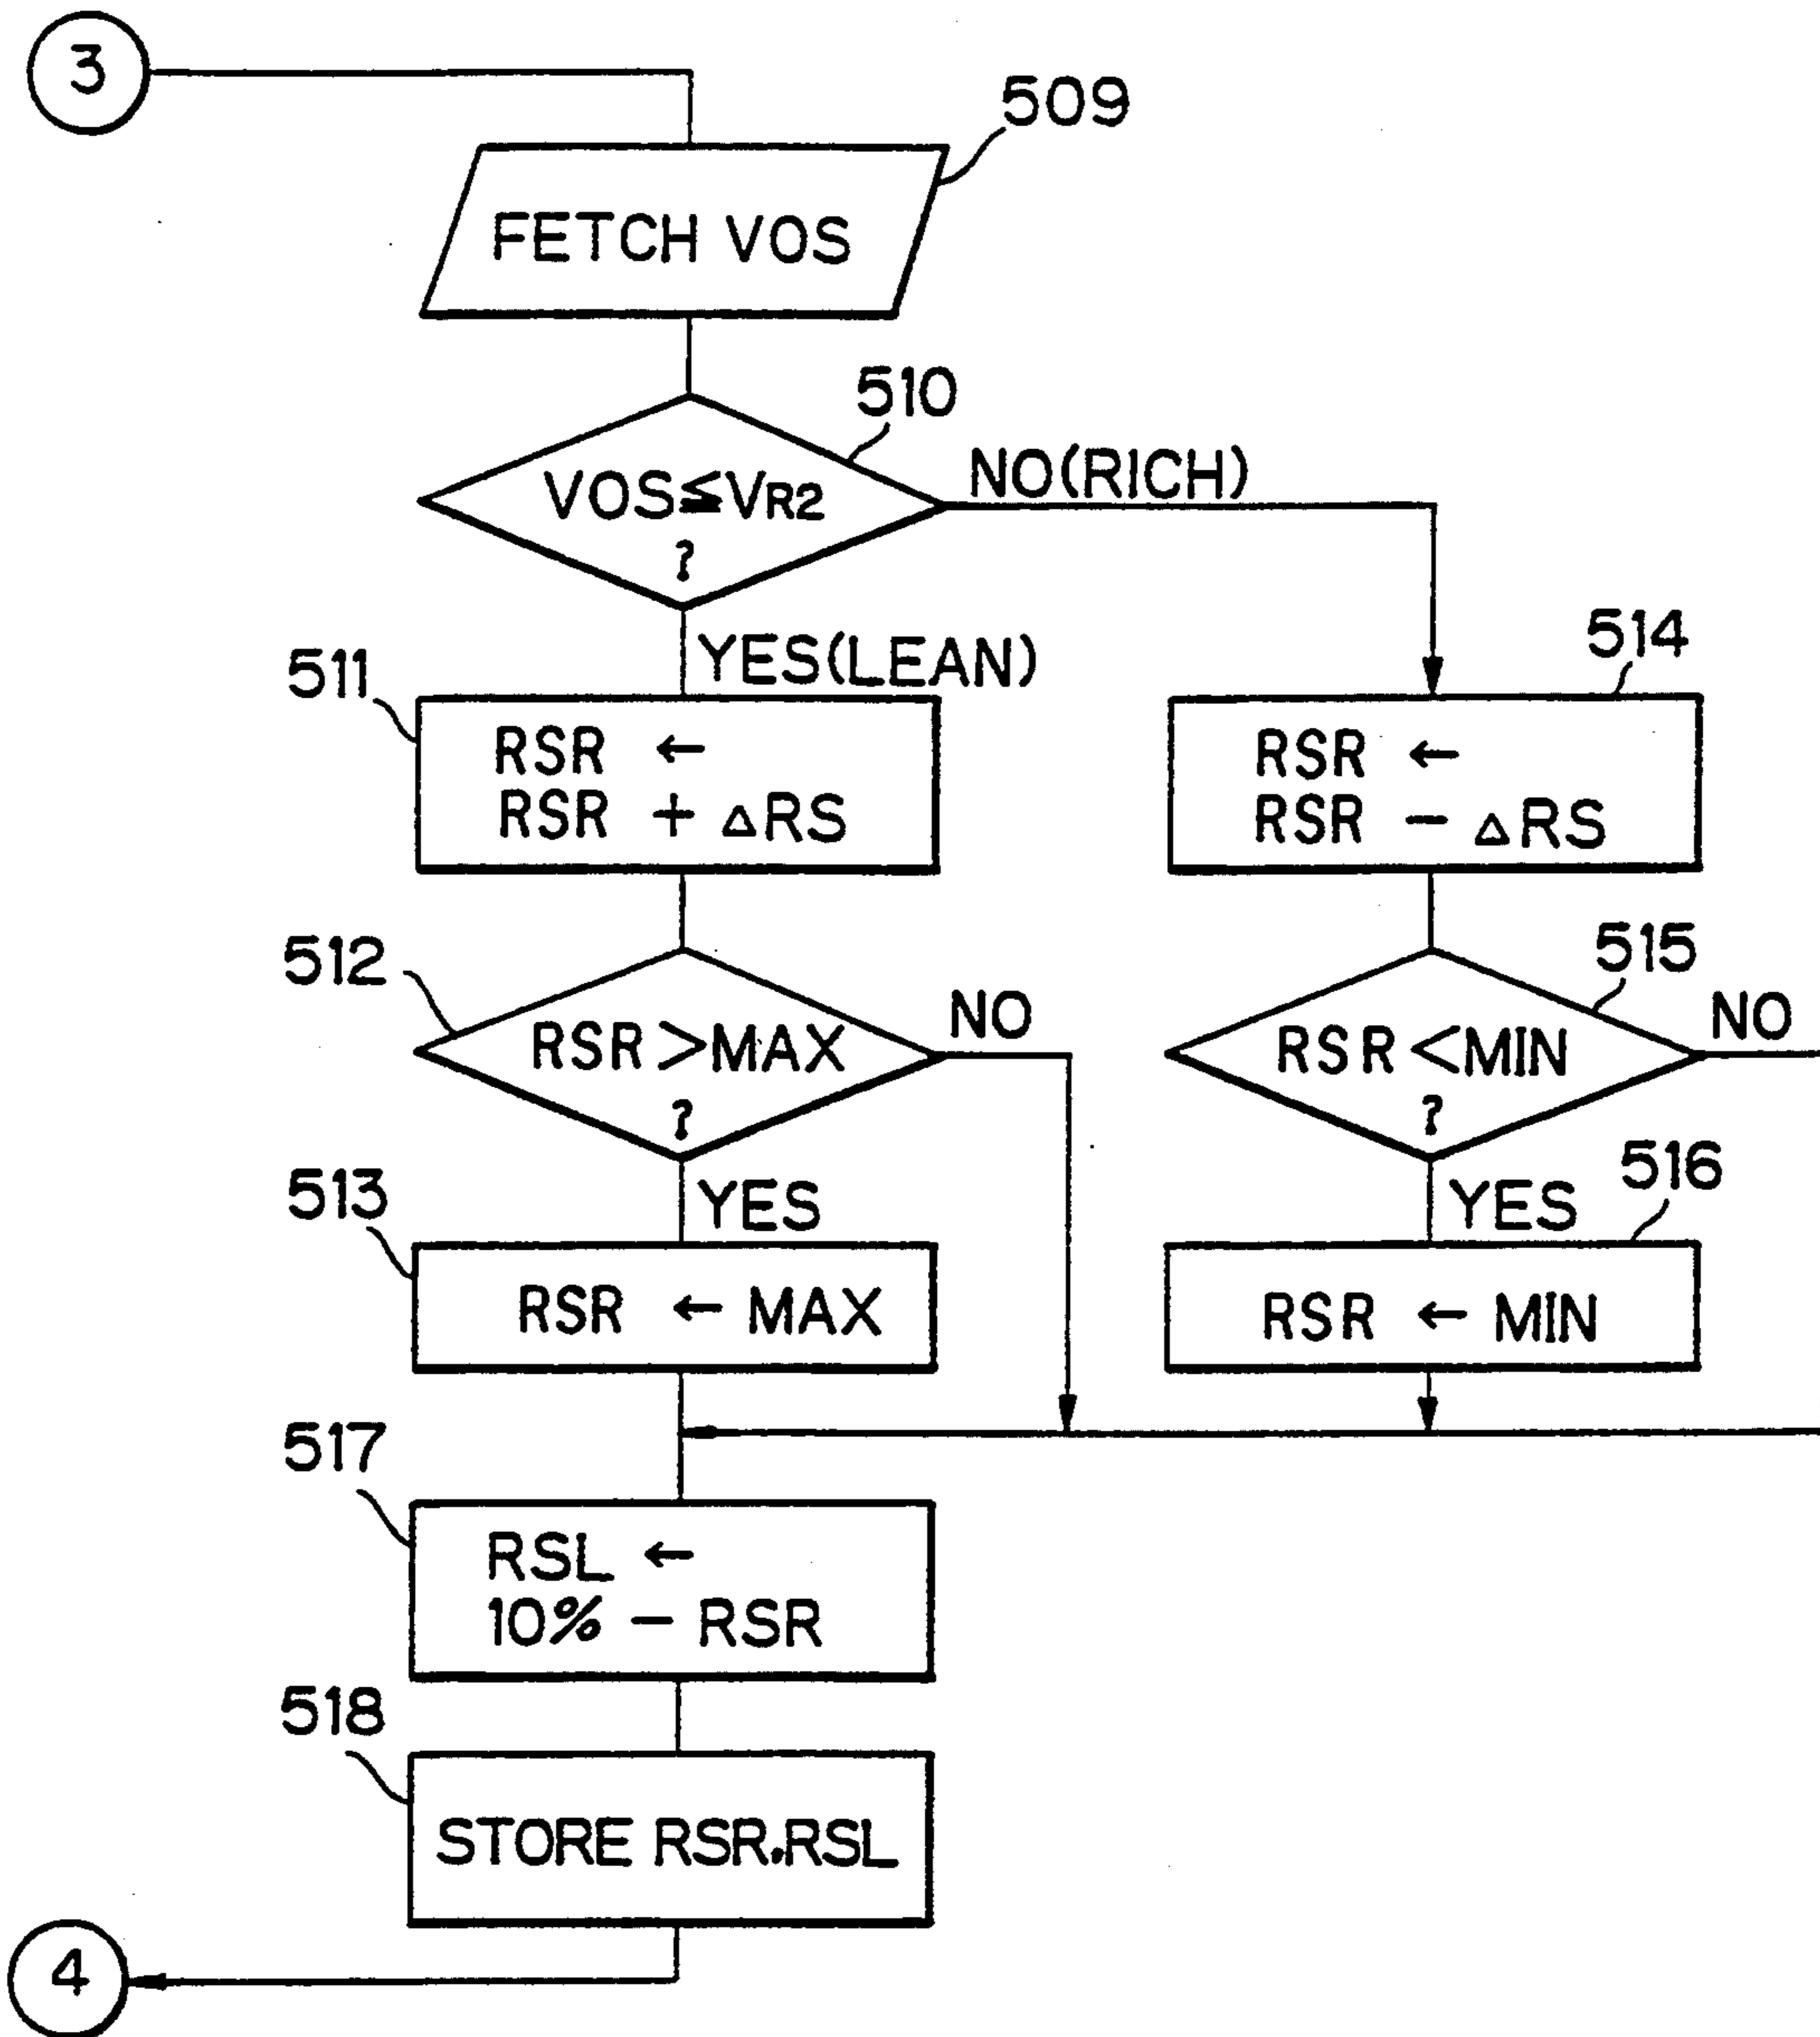 3
509
FETCH VOS
510
VOS≦VR2
?
NO(RICH)
YES(LEAN)
511
RSR ←
RSR + △RS
514
RSR ←
RSR − △RS
512
RSR>MAX
?
NO
515
RSR<MIN
?
NO
YES
YES
513
RSR ← MAX
516
RSR ← MIN
517
RSL ←
10% − RSR
518
STORE RSR,RSL
4